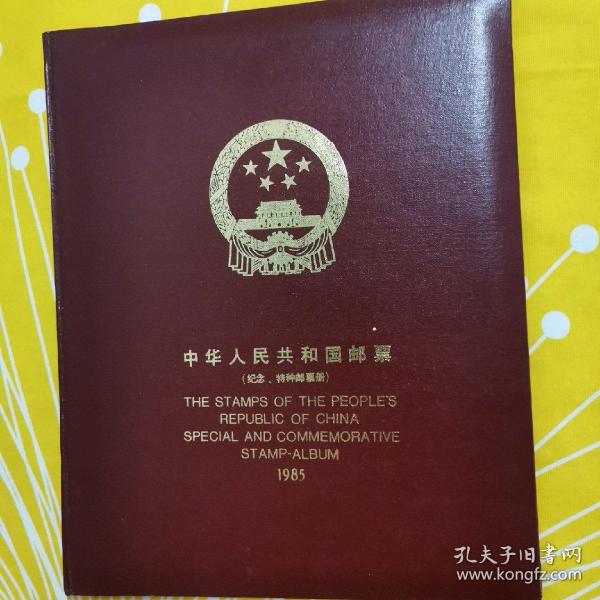 中华人民共和国邮票
(纪念、特种邮票册)
THE STAMPS OF THE PEOPLE'S
REPUBLIC OF CHINA
SPECIAL AND COMMEMORATIVE
STAMP-ALBUM
1985
孔夫子旧书网
www.kongfz.com